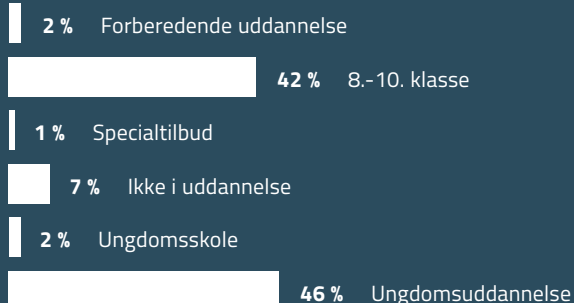 2 % Forberedende uddannelse
42 % 8.-10. klasse
1 % Specialtilbud
7 % Ikke i uddannelse
2 % Ungdomsskole
46 % Ungdomsuddannelse